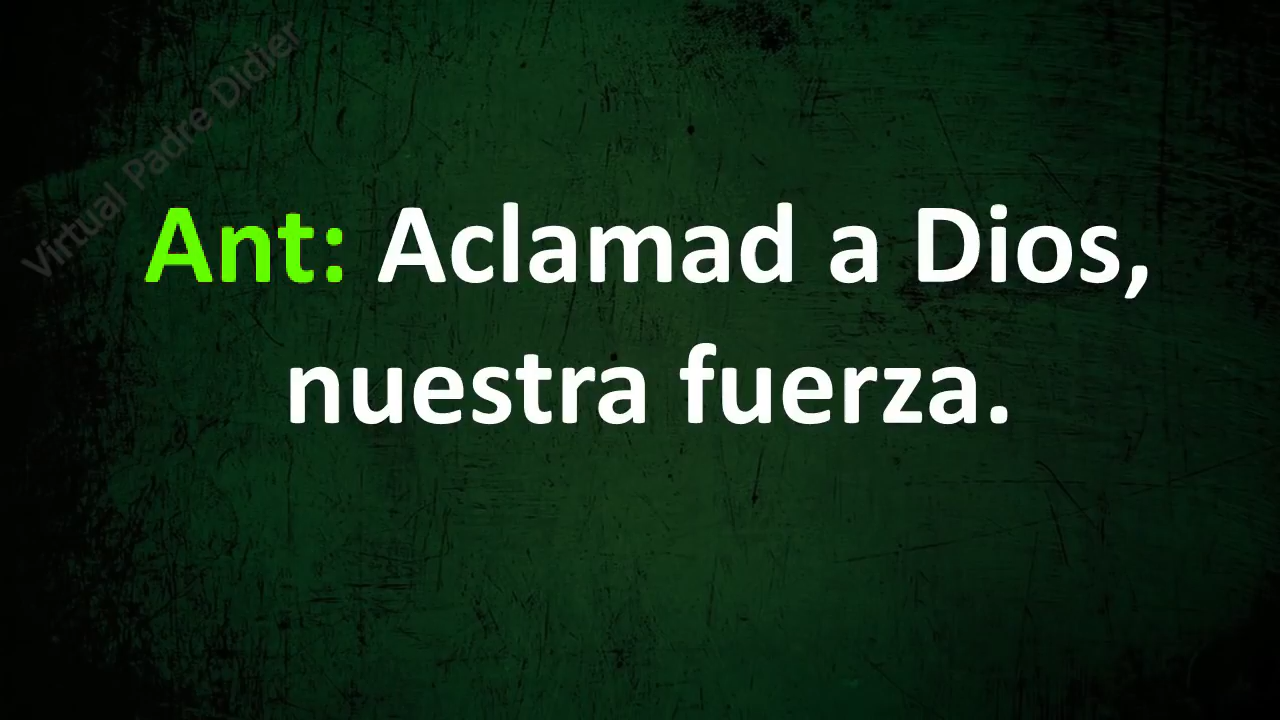 Virtual Padre Didier
Ant: Aclamad a Dios,
nuestra fuerza.